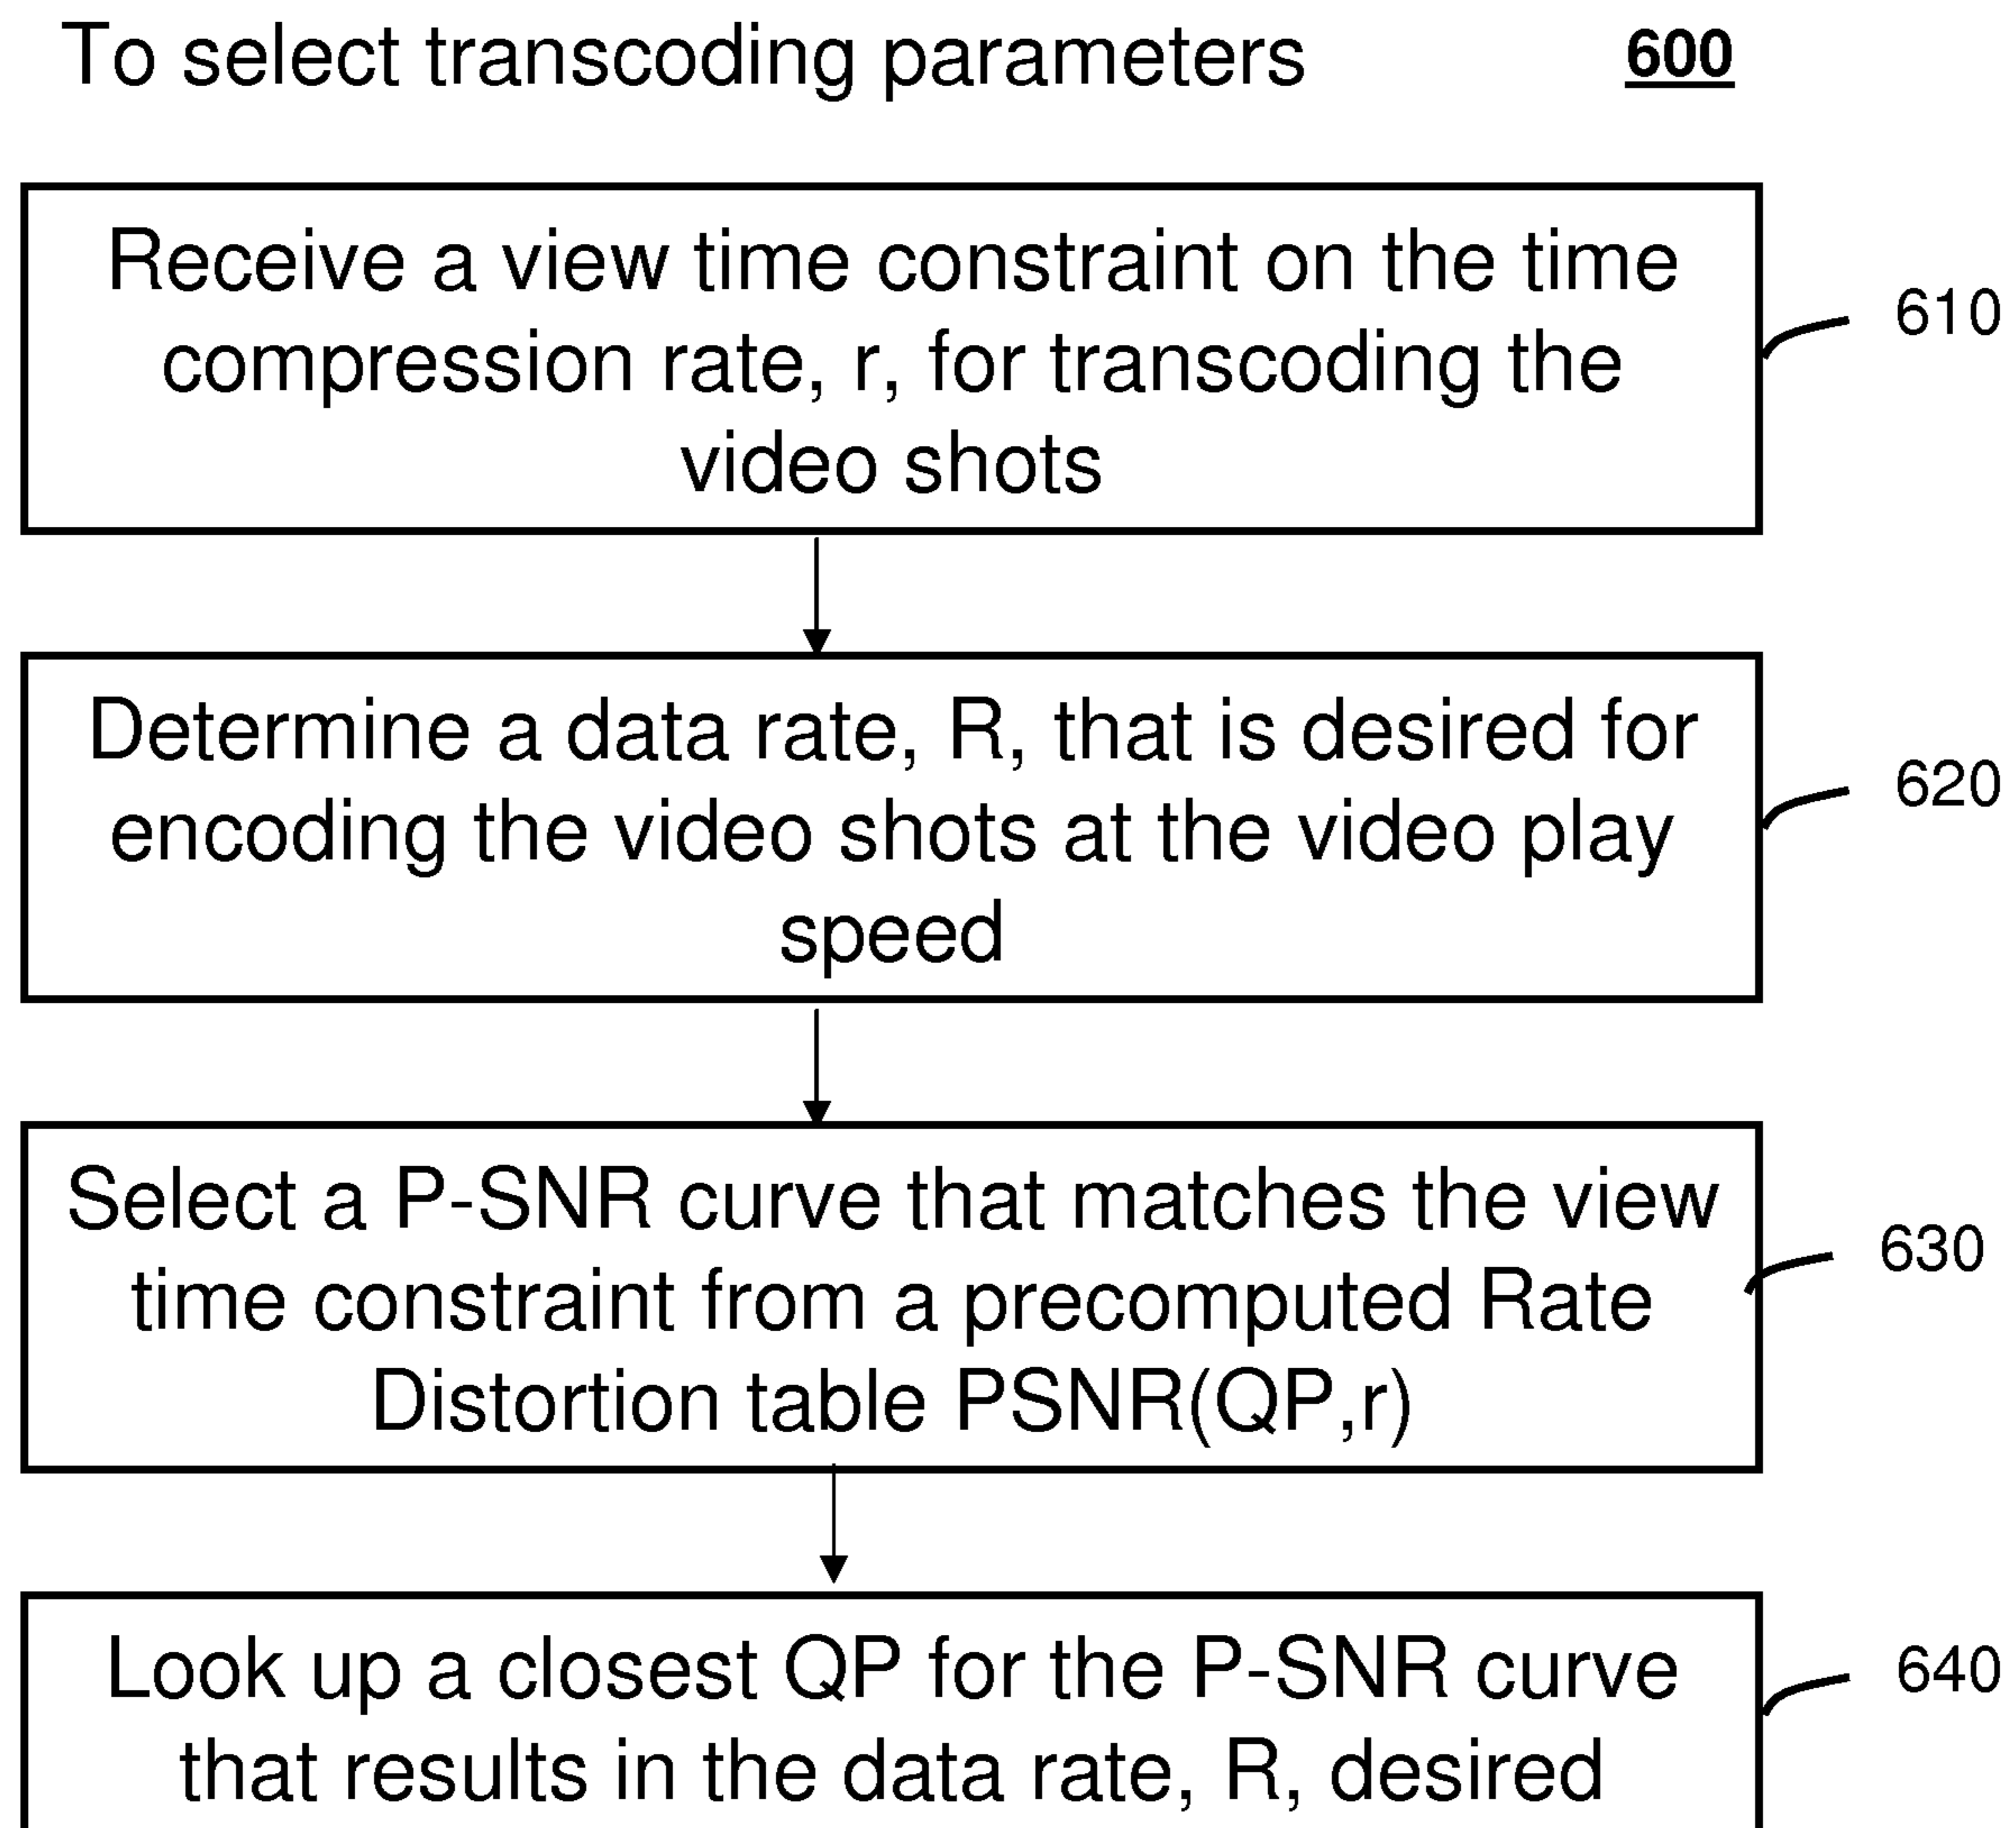 To select transcoding parameters 600
Receive a view time constraint on the time
compression rate, r, for transcoding the
video shots
610
Determine a data rate, R, that is desired for
encoding the video shots at the video play
speed
620
Select a P-SNR curve that matches the view
time constraint from a precomputed Rate
Distortion table PSNR(QP,r)
630
Look up a closest QP for the P-SNR curve
that results in the data rate, R, desired
640